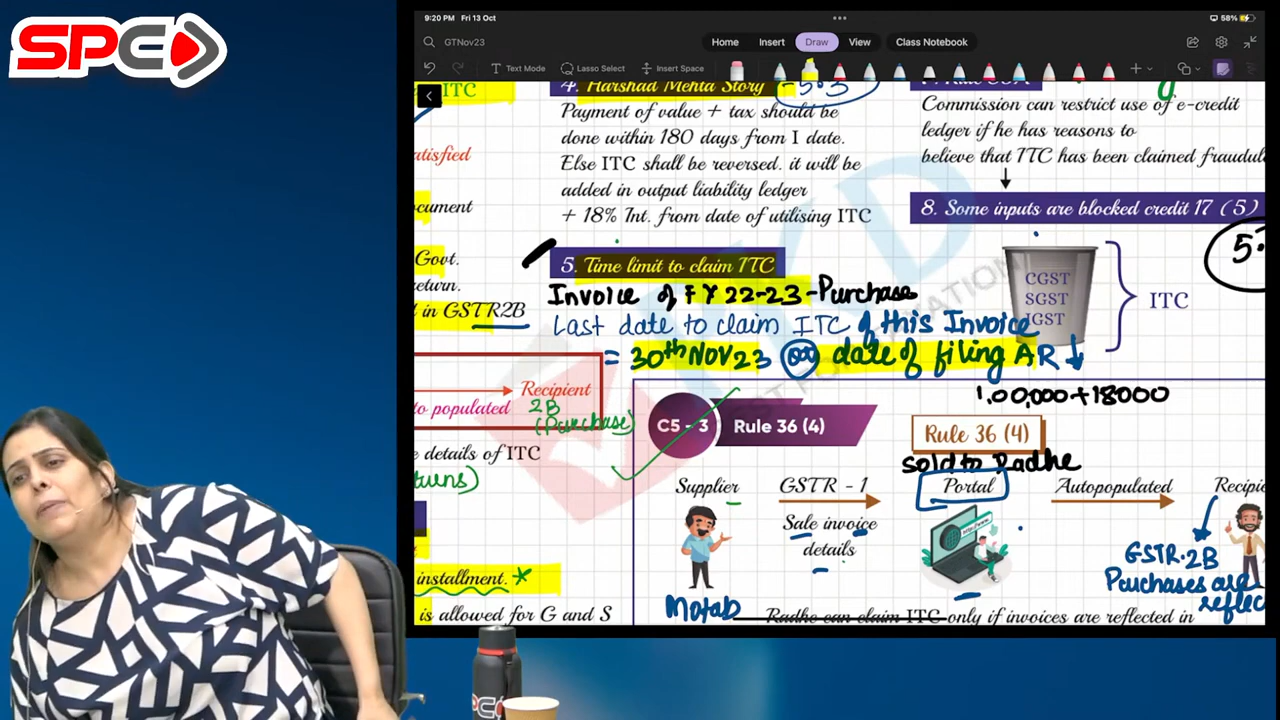 SPC
9:20 PM Fri 13 Oct
58%
GTNov23
Home Insert Draw View Class Notebook
Text Mode Lasso Select Insert Space
ITC
atisfied
ocument
Govt.
eturn.
d in GSTR2B
Recipient
to populated
2B
(Purchase)
e details of ITC
turns)
installment.
is allowed for G and S
4. Harshad Mehta Story - 5.3
Payment of value + tax should be
done within 180 days from I date.
Else ITC shall be reversed. it will be
added in output liability ledger
+ 18% Int. from date of utilising ITC
5. Time limit to claim ITC
Invoice of FY 22-23 - Purchase
Last date to claim ITC of this Invoice
= 30th NOV 23 (or) date of filing AR ↓
Commission can restrict use of e-credit
ledger if he has reasons to
believe that ITC has been claimed fraudul
8. Some inputs are blocked credit 17 (5)
CGST
SGST
IGST
ITC
1,00,000 + 18000
C5 - 3 Rule 36 (4)
Rule 36 (4)
sold to Radhe
Supplier GSTR - 1 Portal Autopopulated Recipie
Sale invoice
details
GSTR-2B
Purchases are
reflec
Radhe can claim ITC only if invoices are reflected in
SPC